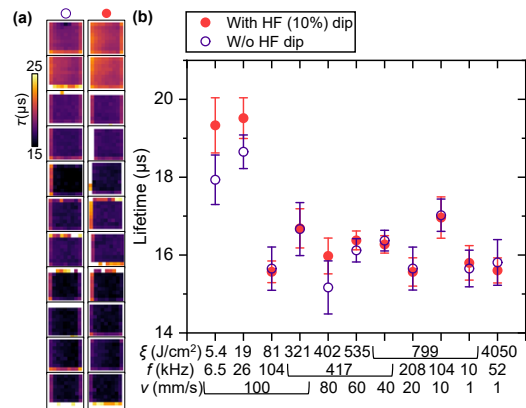 (a)
(b)
With HF (10%) dip
W/o HF dip
25
τ(µs)
15
Lifetime (µs)
20
18
16
14
ξ (J/cm²) 5.4 19 81 321 402 535 799 4050
f (kHz) 6.5 26 104 417 208 104 10 52
v (mm/s) 100 80 60 40 20 10 1 1